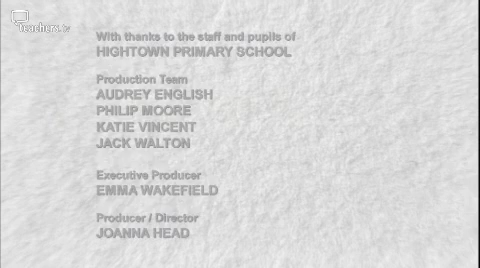 Teachers.tv
With thanks to the staff and pupils of
HIGHTOWN PRIMARY SCHOOL
Production Team
AUDREY ENGLISH
PHILIP MOORE
KATIE VINCENT
JACK WALTON
Executive Producer
EMMA WAKEFIELD
Producer / Director
JOANNA HEAD